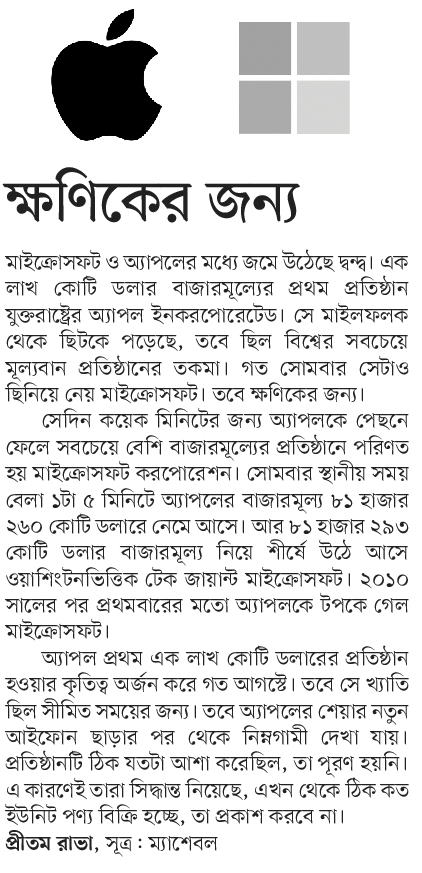 ক্ষণিকের জন্য
মাইক্রোসফট ও অ্যাপলের মধ্যে জমে উঠেছে দ্বন্দ্ব। এক
লাখ কোটি ডলার বাজারমূল্যের প্রথম প্রতিষ্ঠান
যুক্তরাষ্ট্রের অ্যাপল ইনকরপোরেটেড। সে মাইলফলক
থেকে ছিটকে পড়েছে, তবে ছিল বিশ্বের সবচেয়ে
মূল্যবান প্রতিষ্ঠানের তকমা। গত সোমবার সেটাও
ছিনিয়ে নেয় মাইক্রোসফট। তবে ক্ষণিকের জন্য।
সেদিন কয়েক মিনিটের জন্য অ্যাপলকে পেছনে
ফেলে সবচেয়ে বেশি বাজারমূল্যের প্রতিষ্ঠানে পরিণত
হয় মাইক্রোসফট করপোরেশন। সোমবার স্থানীয় সময়
বেলা ১টা ৫ মিনিটে অ্যাপলের বাজারমূল্য ৮১ হাজার
২৬০ কোটি ডলারে নেমে আসে। আর ৮১ হাজার ২৯৩
কোটি ডলার বাজারমূল্য নিয়ে শীর্ষে উঠে আসে
ওয়াশিংটনভিত্তিক টেক জায়ান্ট মাইক্রোসফট। ২০১০
সালের পর প্রথমবারের মতো অ্যাপলকে টপকে গেল
মাইক্রোসফট।
অ্যাপল প্রথম এক লাখ কোটি ডলারের প্রতিষ্ঠান
হওয়ার কৃতিত্ব অর্জন করে গত আগস্টে। তবে সে খ্যাতি
ছিল সীমিত সময়ের জন্য। তবে অ্যাপলের শেয়ার নতুন
আইফোন ছাড়ার পর থেকে নিম্নগামী দেখা যায়।
প্রতিষ্ঠানটি ঠিক যতটা আশা করেছিল, তা পূরণ হয়নি।
এ কারণেই তারা সিদ্ধান্ত নিয়েছে, এখন থেকে ঠিক কত
ইউনিট পণ্য বিক্রি হচ্ছে, তা প্রকাশ করবে না।
প্রীতম রাভা, সূত্র : ম্যাশেবল